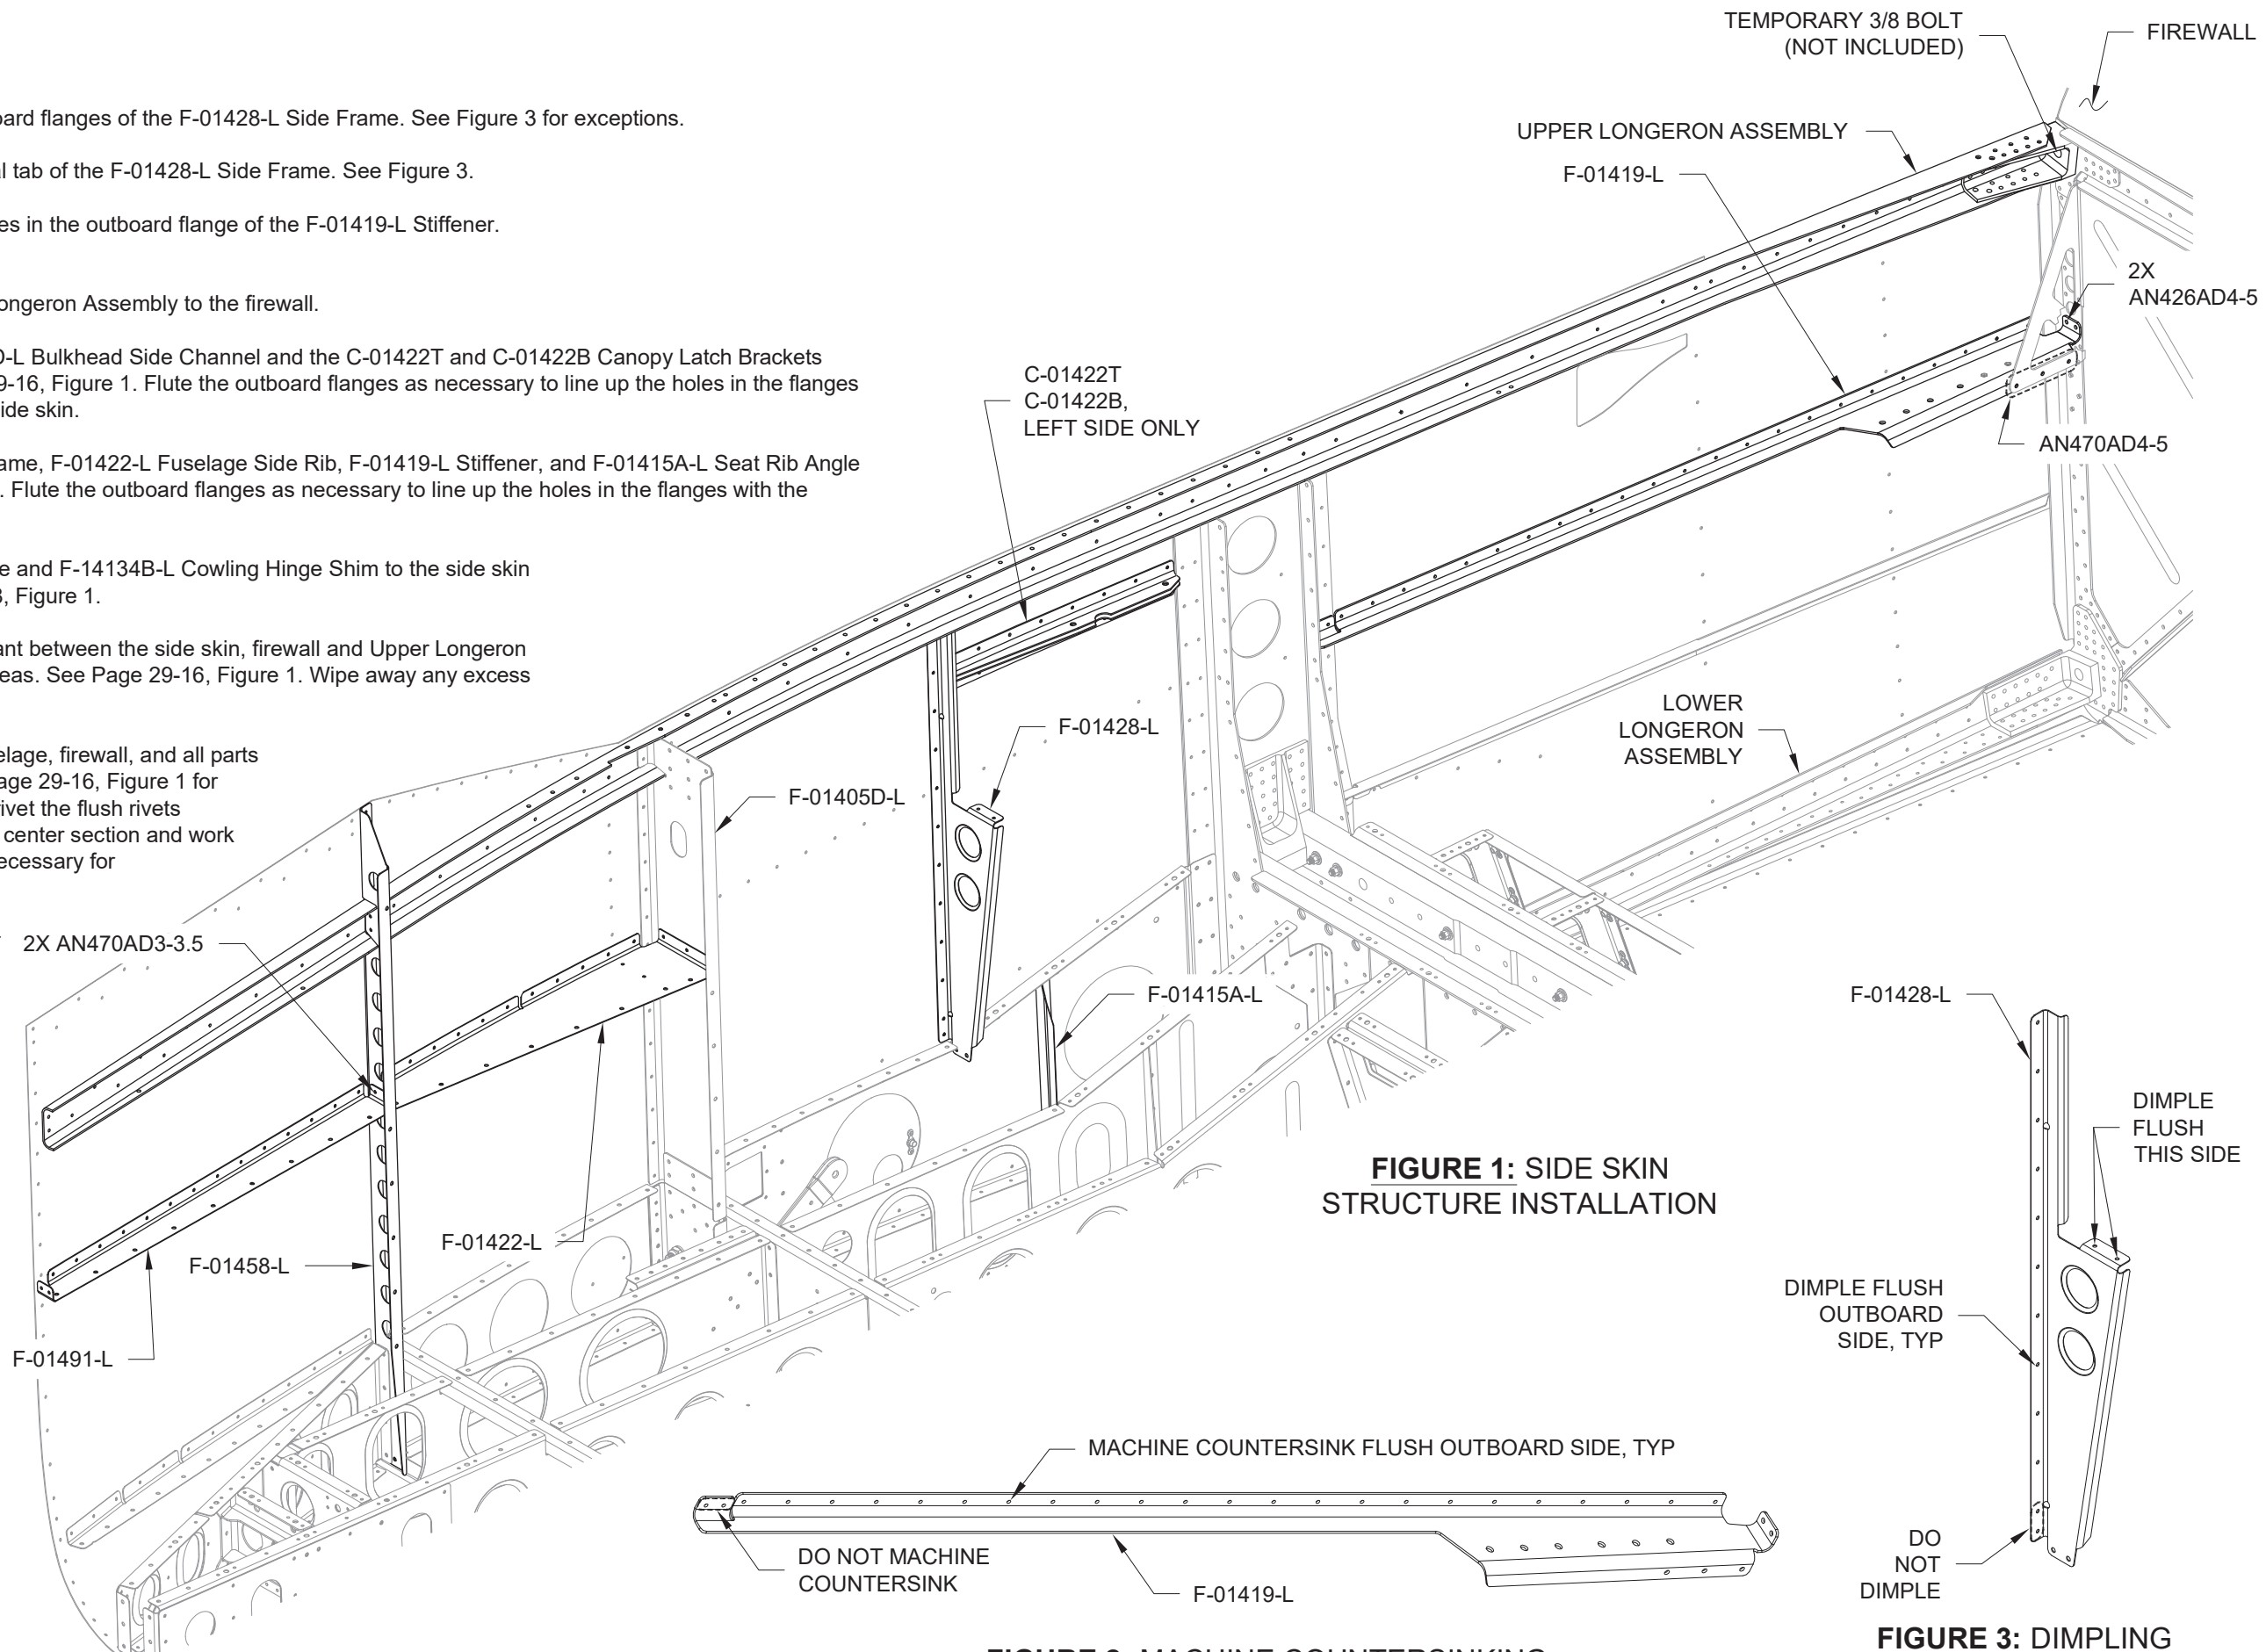 oard flanges of the F-01428-L Side Frame. See Figure 3 for exceptions.
al tab of the F-01428-L Side Frame. See Figure 3.
es in the outboard flange of the F-01419-L Stiffener.
ongeron Assembly to the firewall.
D-L Bulkhead Side Channel and the C-01422T and C-01422B Canopy Latch Brackets
9-16, Figure 1. Flute the outboard flanges as necessary to line up the holes in the flanges
side skin.
ame, F-01422-L Fuselage Side Rib, F-01419-L Stiffener, and F-01415A-L Seat Rib Angle
. Flute the outboard flanges as necessary to line up the holes in the flanges with the
e and F-14134B-L Cowling Hinge Shim to the side skin
3, Figure 1.
ant between the side skin, firewall and Upper Longeron
eas. See Page 29-16, Figure 1. Wipe away any excess
elage, firewall, and all parts
age 29-16, Figure 1 for
rivet the flush rivets
center section and work
ecessary for
TEMPORARY 3/8 BOLT
(NOT INCLUDED)
FIREWALL
UPPER LONGERON ASSEMBLY
F-01419-L
2X
AN426AD4-5
AN470AD4-5
C-01422T
C-01422B,
LEFT SIDE ONLY
LOWER
LONGERON
ASSEMBLY
F-01428-L
F-01405D-L
2X AN470AD3-3.5
F-01415A-L
F-01422-L
F-01458-L
F-01491-L
FIGURE 1: SIDE SKIN
STRUCTURE INSTALLATION
F-01428-L
DIMPLE
FLUSH
THIS SIDE
DIMPLE FLUSH
OUTBOARD
SIDE, TYP
DO
NOT
DIMPLE
FIGURE 3: DIMPLING
MACHINE COUNTERSINK FLUSH OUTBOARD SIDE, TYP
DO NOT MACHINE
COUNTERSINK
F-01419-L
FIGURE 2: MACHINE COUNTERSINKING